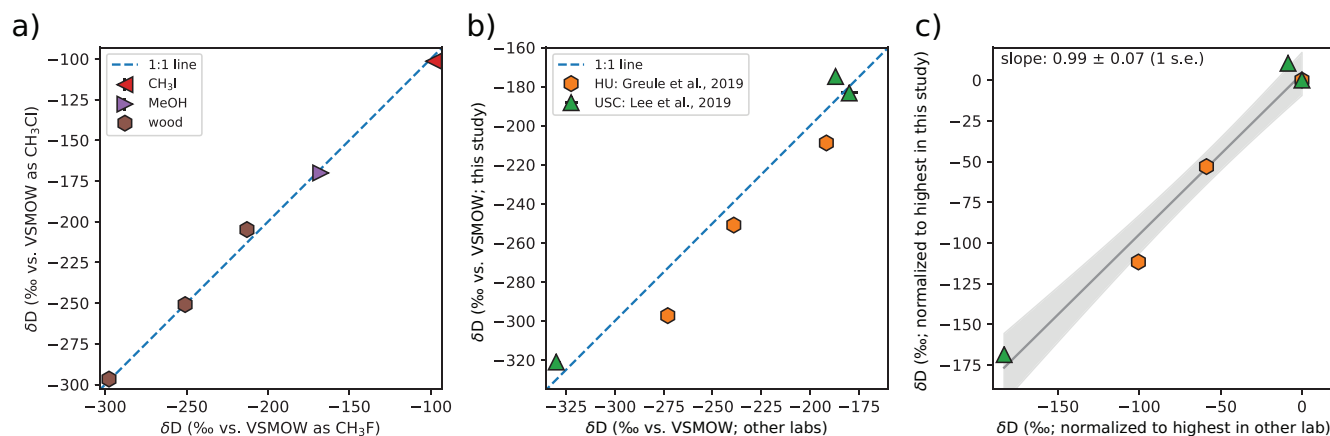 a)
δD (‰ vs. VSMOW as CH₃Cl)
−100
−125
−150
−175
−200
−225
−250
−275
−300
1:1 line
CH₃I
MeOH
wood
−300
−250
−200
−150
−100
δD (‰ vs. VSMOW as CH₃F)
b)
δD (‰ vs. VSMOW; this study)
−160
−180
−200
−220
−240
−260
−280
−300
−320
1:1 line
HU: Greule et al., 2019
USC: Lee et al., 2019
−325
−300
−275
−250
−225
−200
−175
δD (‰ vs. VSMOW; other labs)
c)
δD (‰; normalized to highest in this study)
slope: 0.99 ± 0.07 (1 s.e.)
0
−25
−50
−75
−100
−125
−150
−175
−150
−100
−50
0
δD (‰; normalized to highest in other lab)